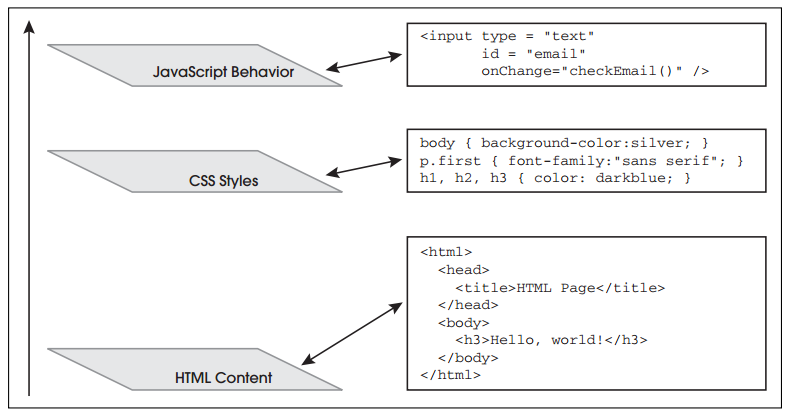 JavaScript Behavior
<input type = "text"
id = "email"
onChange="checkEmail()" />
CSS Styles
body { background-color:silver; }
p.first { font-family:"sans serif"; }
h1, h2, h3 { color: darkblue; }
HTML Content
<html>
<head>
<title>HTML Page</title>
</head>
<body>
<h3>Hello, world!</h3>
</body>
</html>